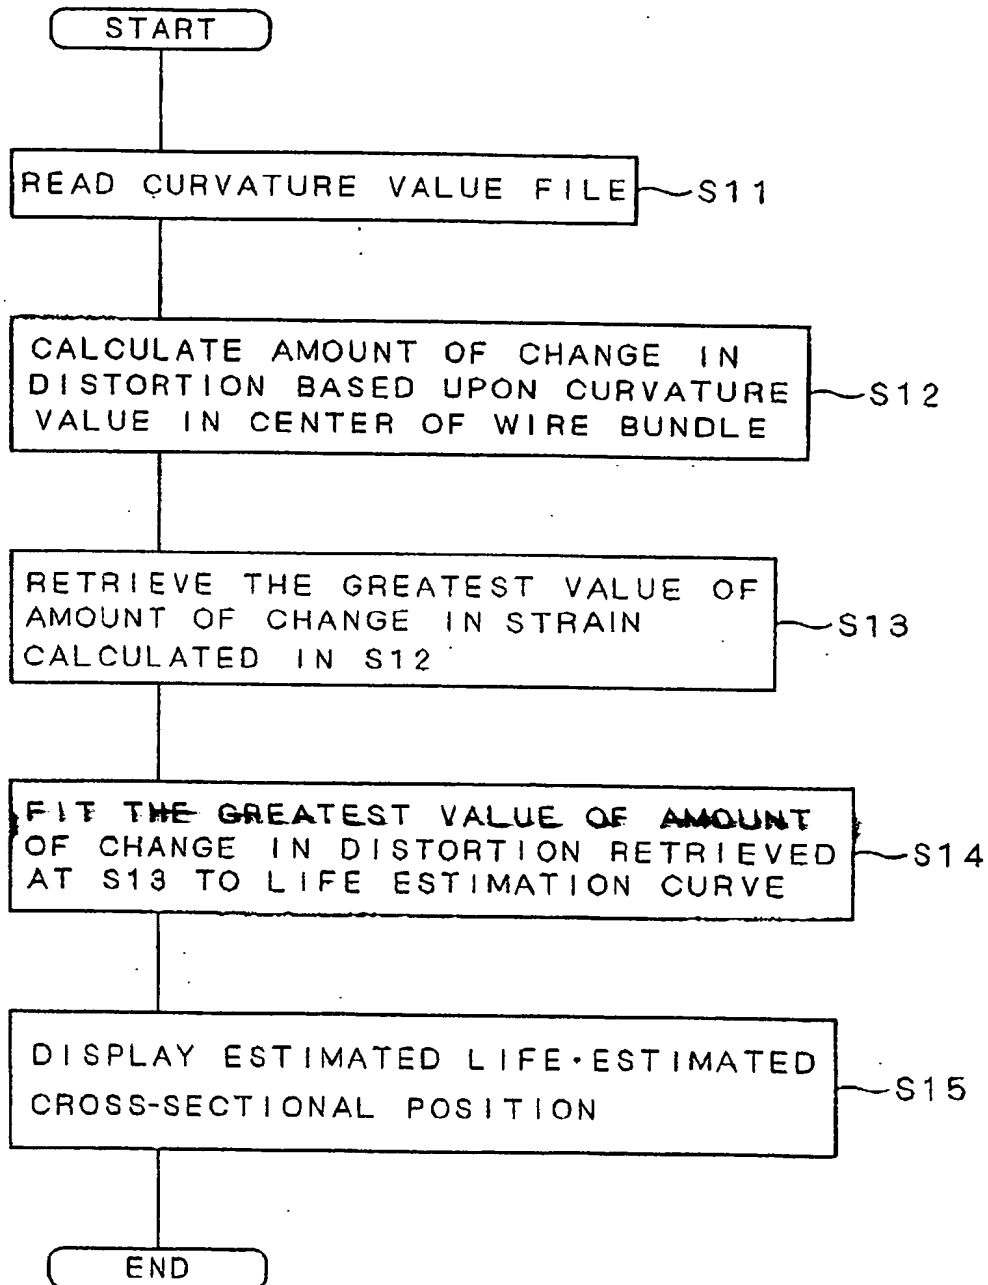 START
READ CURVATURE VALUE FILE
S11
CALCULATE AMOUNT OF CHANGE IN
DISTORTION BASED UPON CURVATURE
VALUE IN CENTER OF WIRE BUNDLE
S12
RETRIEVE THE GREATEST VALUE OF
AMOUNT OF CHANGE IN STRAIN
CALCULATED IN S12
S13
FIT THE GREATEST VALUE OF AMOUNT
OF CHANGE IN DISTORTION RETRIEVED
AT S13 TO LIFE ESTIMATION CURVE
S14
DISPLAY ESTIMATED LIFE·ESTIMATED
CROSS-SECTIONAL POSITION
S15
END